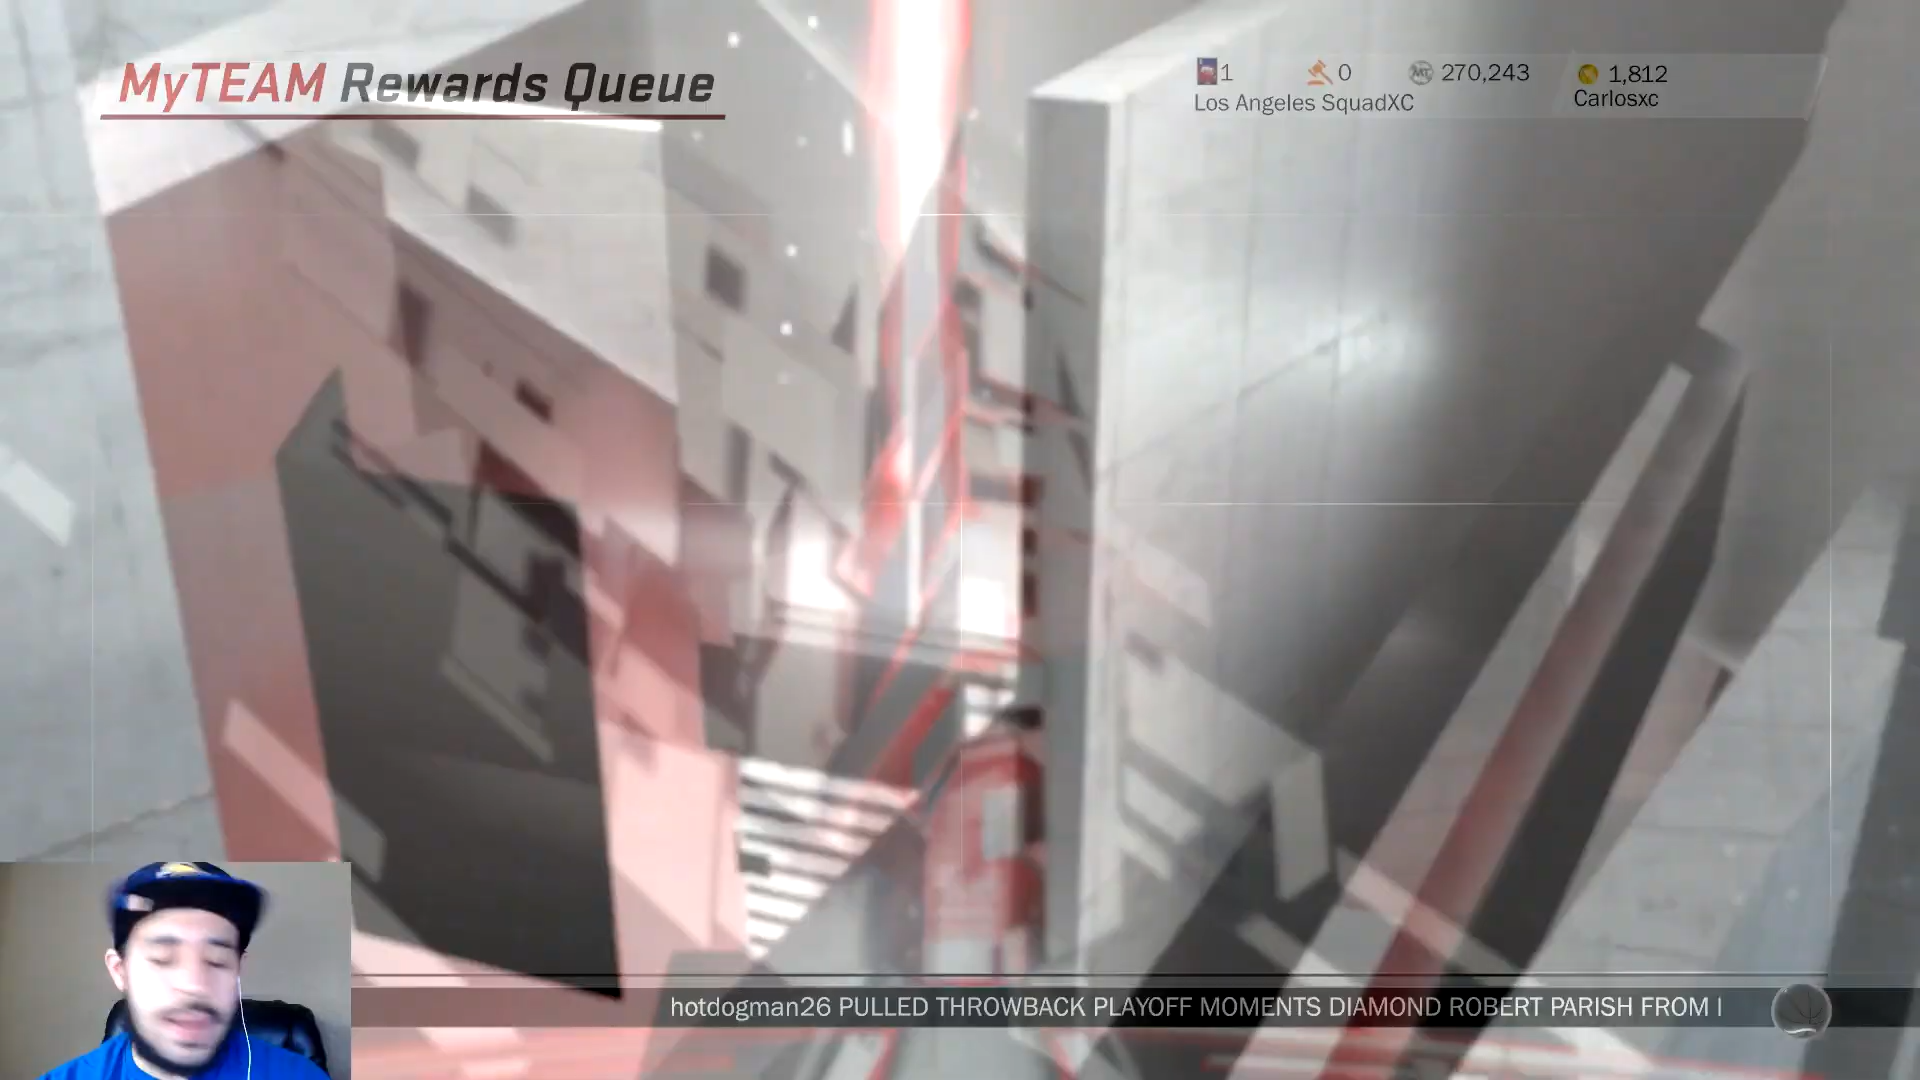 MyTEAM Rewards Queue
1 0 270,243 1,812
Los Angeles SquadXC Carlosxc
hotdogman26 PULLED THROWBACK PLAYOFF MOMENTS DIAMOND ROBERT PARISH FROM